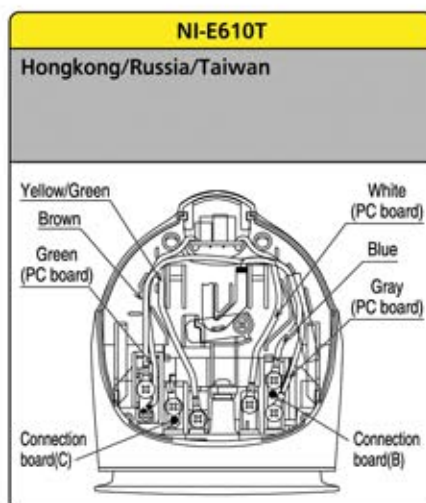 NI-E610T
Hongkong/Russia/Taiwan
Yellow/Green
Brown
Green
(PC board)
White
(PC board)
Blue
Gray
(PC board)
Connection
board(C)
Connection
board(B)